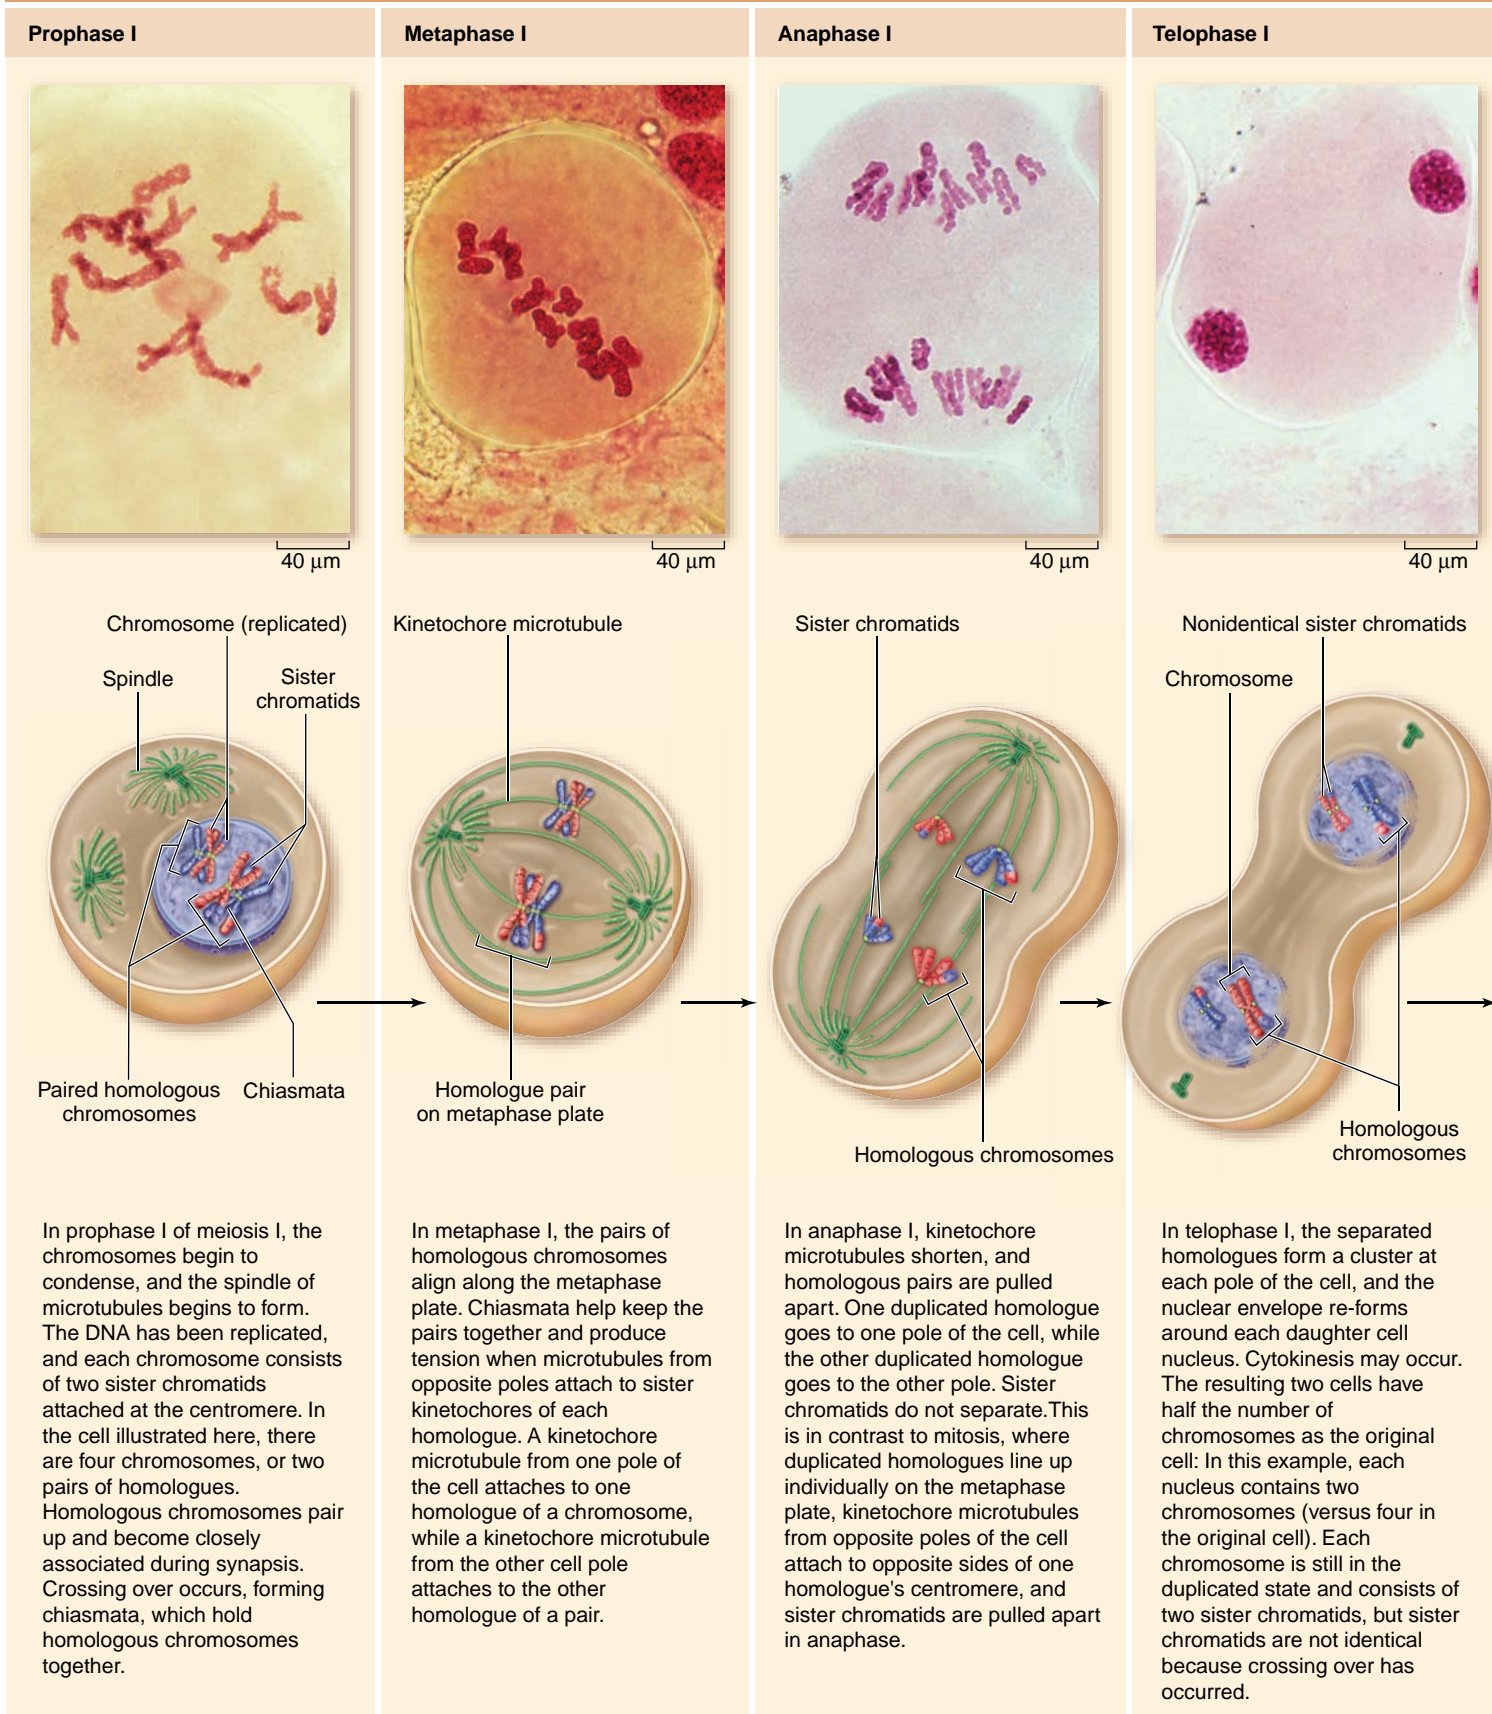 Prophase I
Metaphase I
Anaphase I
Telophase I
40 μm
40 μm
40 μm
40 μm
Chromosome (replicated)
Spindle
Sister
chromatids
Paired homologous
chromosomes
Chiasmata
Kinetochore microtubule
Homologue pair
on metaphase plate
Sister chromatids
Homologous chromosomes
Nonidentical sister chromatids
Chromosome
Homologous
chromosomes
In prophase I of meiosis I, the
chromosomes begin to
condense, and the spindle of
microtubules begins to form.
The DNA has been replicated,
and each chromosome consists
of two sister chromatids
attached at the centromere. In
the cell illustrated here, there
are four chromosomes, or two
pairs of homologues.
Homologous chromosomes pair
up and become closely
associated during synapsis.
Crossing over occurs, forming
chiasmata, which hold
homologous chromosomes
together.
In metaphase I, the pairs of
homologous chromosomes
align along the metaphase
plate. Chiasmata help keep the
pairs together and produce
tension when microtubules from
opposite poles attach to sister
kinetochores of each
homologue. A kinetochore
microtubule from one pole of
the cell attaches to one
homologue of a chromosome,
while a kinetochore microtubule
from the other cell pole
attaches to the other
homologue of a pair.
In anaphase I, kinetochore
microtubules shorten, and
homologous pairs are pulled
apart. One duplicated homologue
goes to one pole of the cell, while
the other duplicated homologue
goes to the other pole. Sister
chromatids do not separate.This
is in contrast to mitosis, where
duplicated homologues line up
individually on the metaphase
plate, kinetochore microtubules
from opposite poles of the cell
attach to opposite sides of one
homologue's centromere, and
sister chromatids are pulled apart
in anaphase.
In telophase I, the separated
homologues form a cluster at
each pole of the cell, and the
nuclear envelope re-forms
around each daughter cell
nucleus. Cytokinesis may occur.
The resulting two cells have
half the number of
chromosomes as the original
cell: In this example, each
nucleus contains two
chromosomes (versus four in
the original cell). Each
chromosome is still in the
duplicated state and consists of
two sister chromatids, but sister
chromatids are not identical
because crossing over has
occurred.